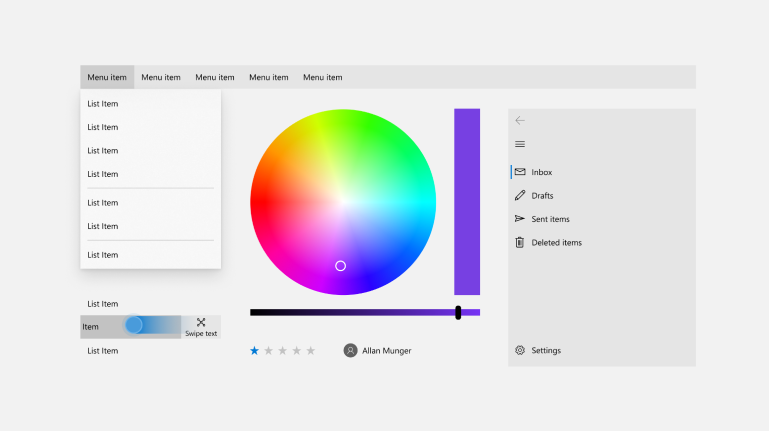 Menu item Menu item Menu item Menu item Menu item
List Item
List Item
List Item
List Item
List Item
List Item
List Item
List Item
Item
Swipe text
List Item
Allan Munger
Inbox
Drafts
Sent items
Deleted items
Settings